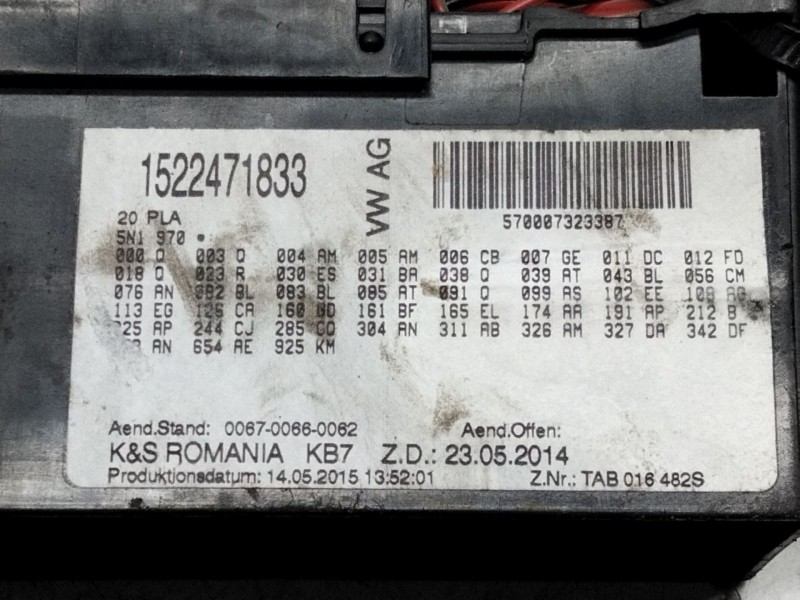 1522471833
VW AG
570007323387
20 PLA
5N1 970 •
000 Q 003 Q 004 AM 005 AM 006 CB 007 GE 011 DC 012 FD
018 Q 023 R 030 ES 031 BA 038 Q 039 AT 043 BL 056 CM
076 AN BL 083 BL 085 AT 091 Q 099 AS 102 EE 108
113 EG 126 CA 160 161 BF 165 EL 174 AA 191 AP 212 B
AP 244 CJ 285 304 AN 311 AB 326 AM 327 DA 342 DF
AN 654 AE 925 KM
Aend.Stand: 0067-0066-0062 Aend.Offen:
K&S ROMANIA KB7 Z.D.: 23.05.2014
Produktionsdatum: 14.05.2015 13:52:01 Z.Nr.: TAB 016 482S